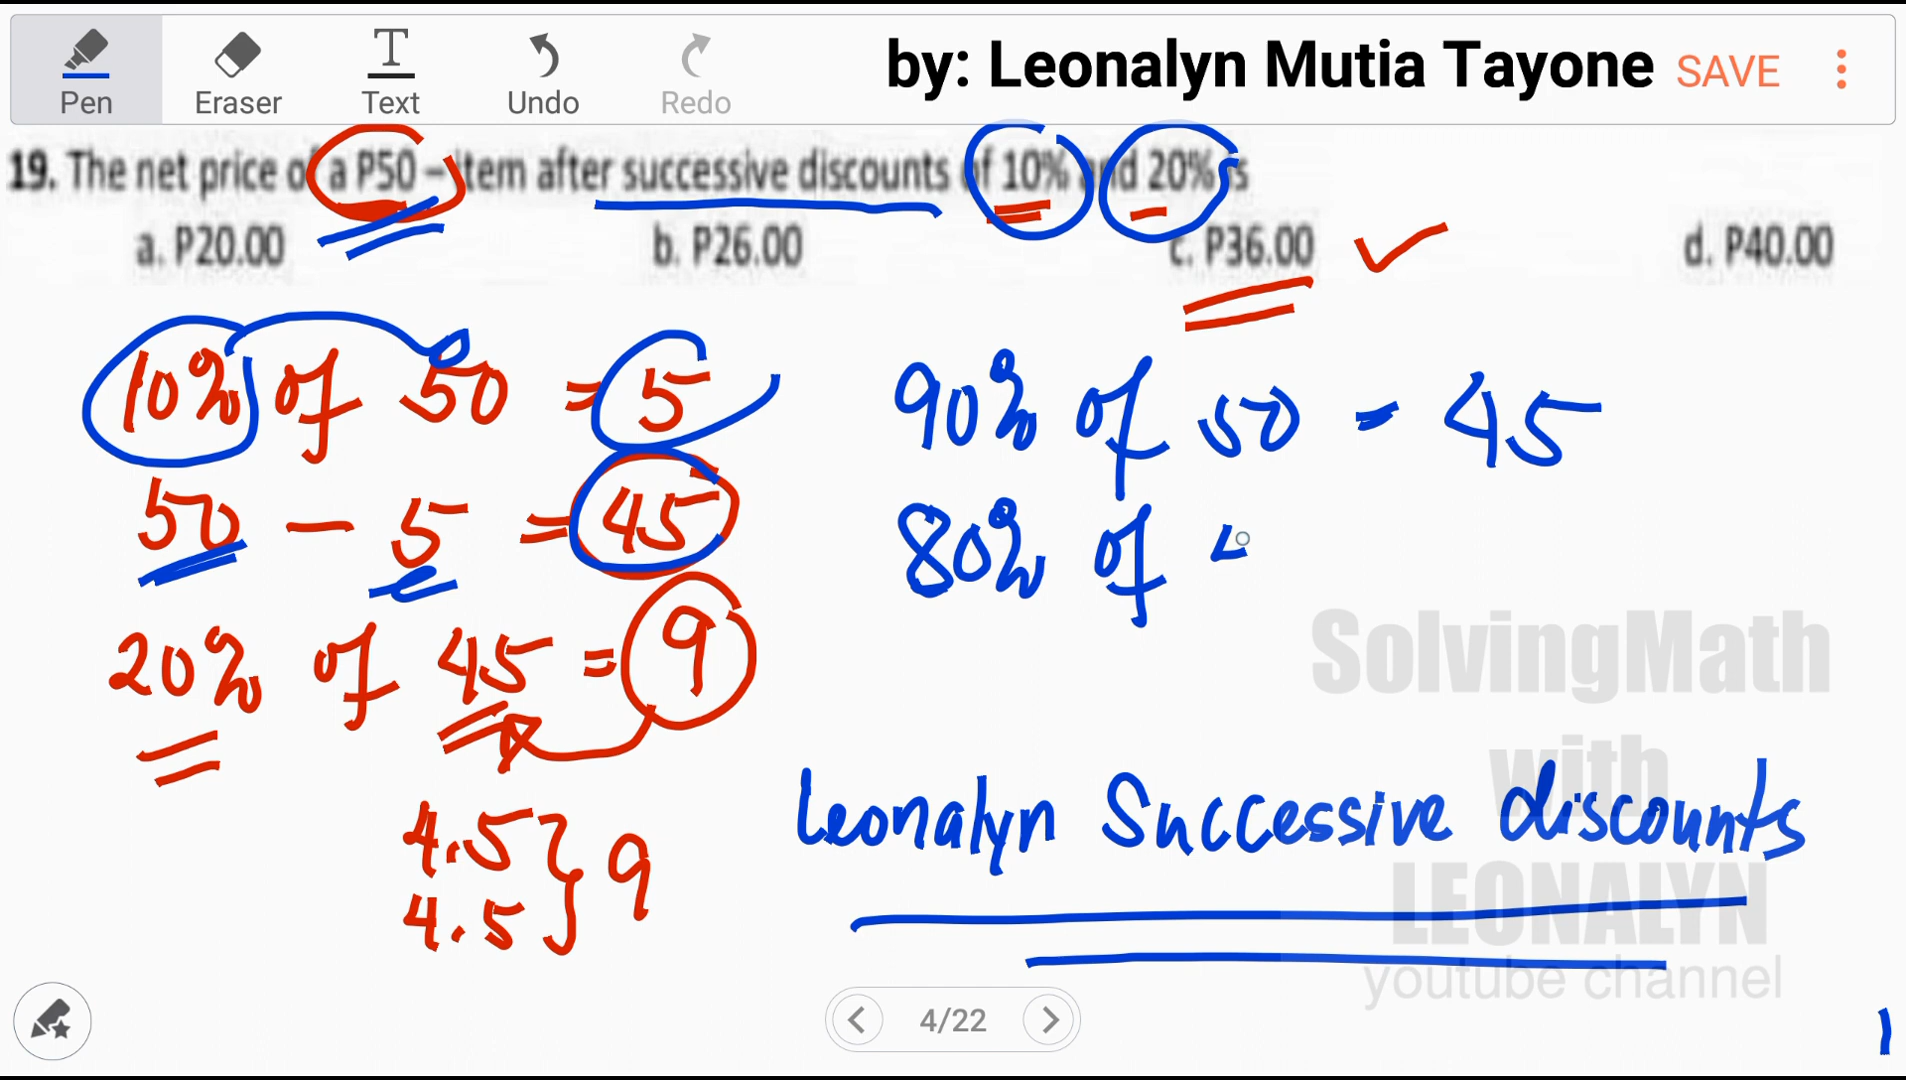 Pen
Eraser
Text
Undo
Redo
by: Leonalyn Mutia Tayone
SAVE
19. The net price of a P50 – item after successive discounts of 10% and 20% is
a. P20.00 b. P26.00 c. P36.00 d. P40.00
10% of 50 = 5
50 - 5 = 45
20% of 45 = 9
4.5
4.5
} 9
90% of 50 = 45
80% of 4
Leonalyn Successive discounts
SolvingMath
with
LEONALYN
youtube channel
4/22